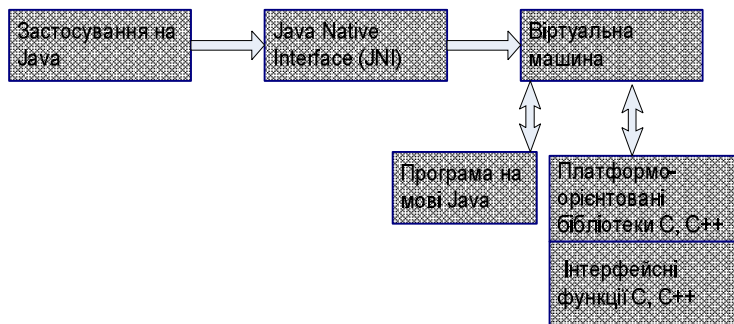 Застосування на
Java
Java Native
Interface (JNI)
Віртуальна
машина
Програма на
мові Java
Платформо-
орієнтовані
бібліотеки С, С++
Інтерфейсні
функції С, С++